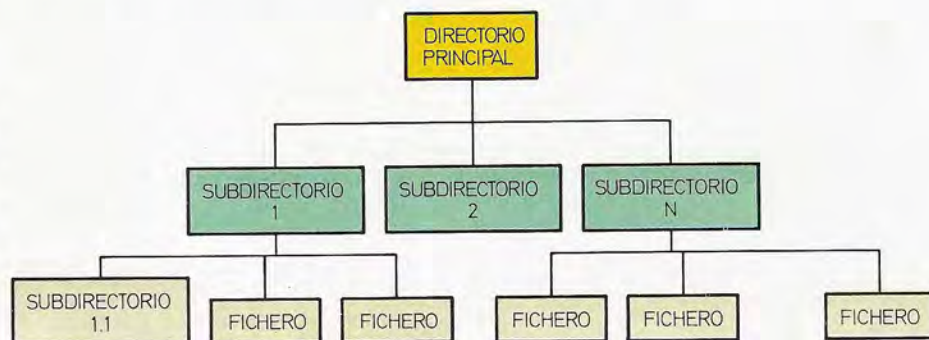 DIRECTORIO
PRINCIPAL
SUBDIRECTORIO
1
SUBDIRECTORIO
2
SUBDIRECTORIO
N
SUBDIRECTORIO
1.1
FICHERO
FICHERO
FICHERO
FICHERO
FICHERO